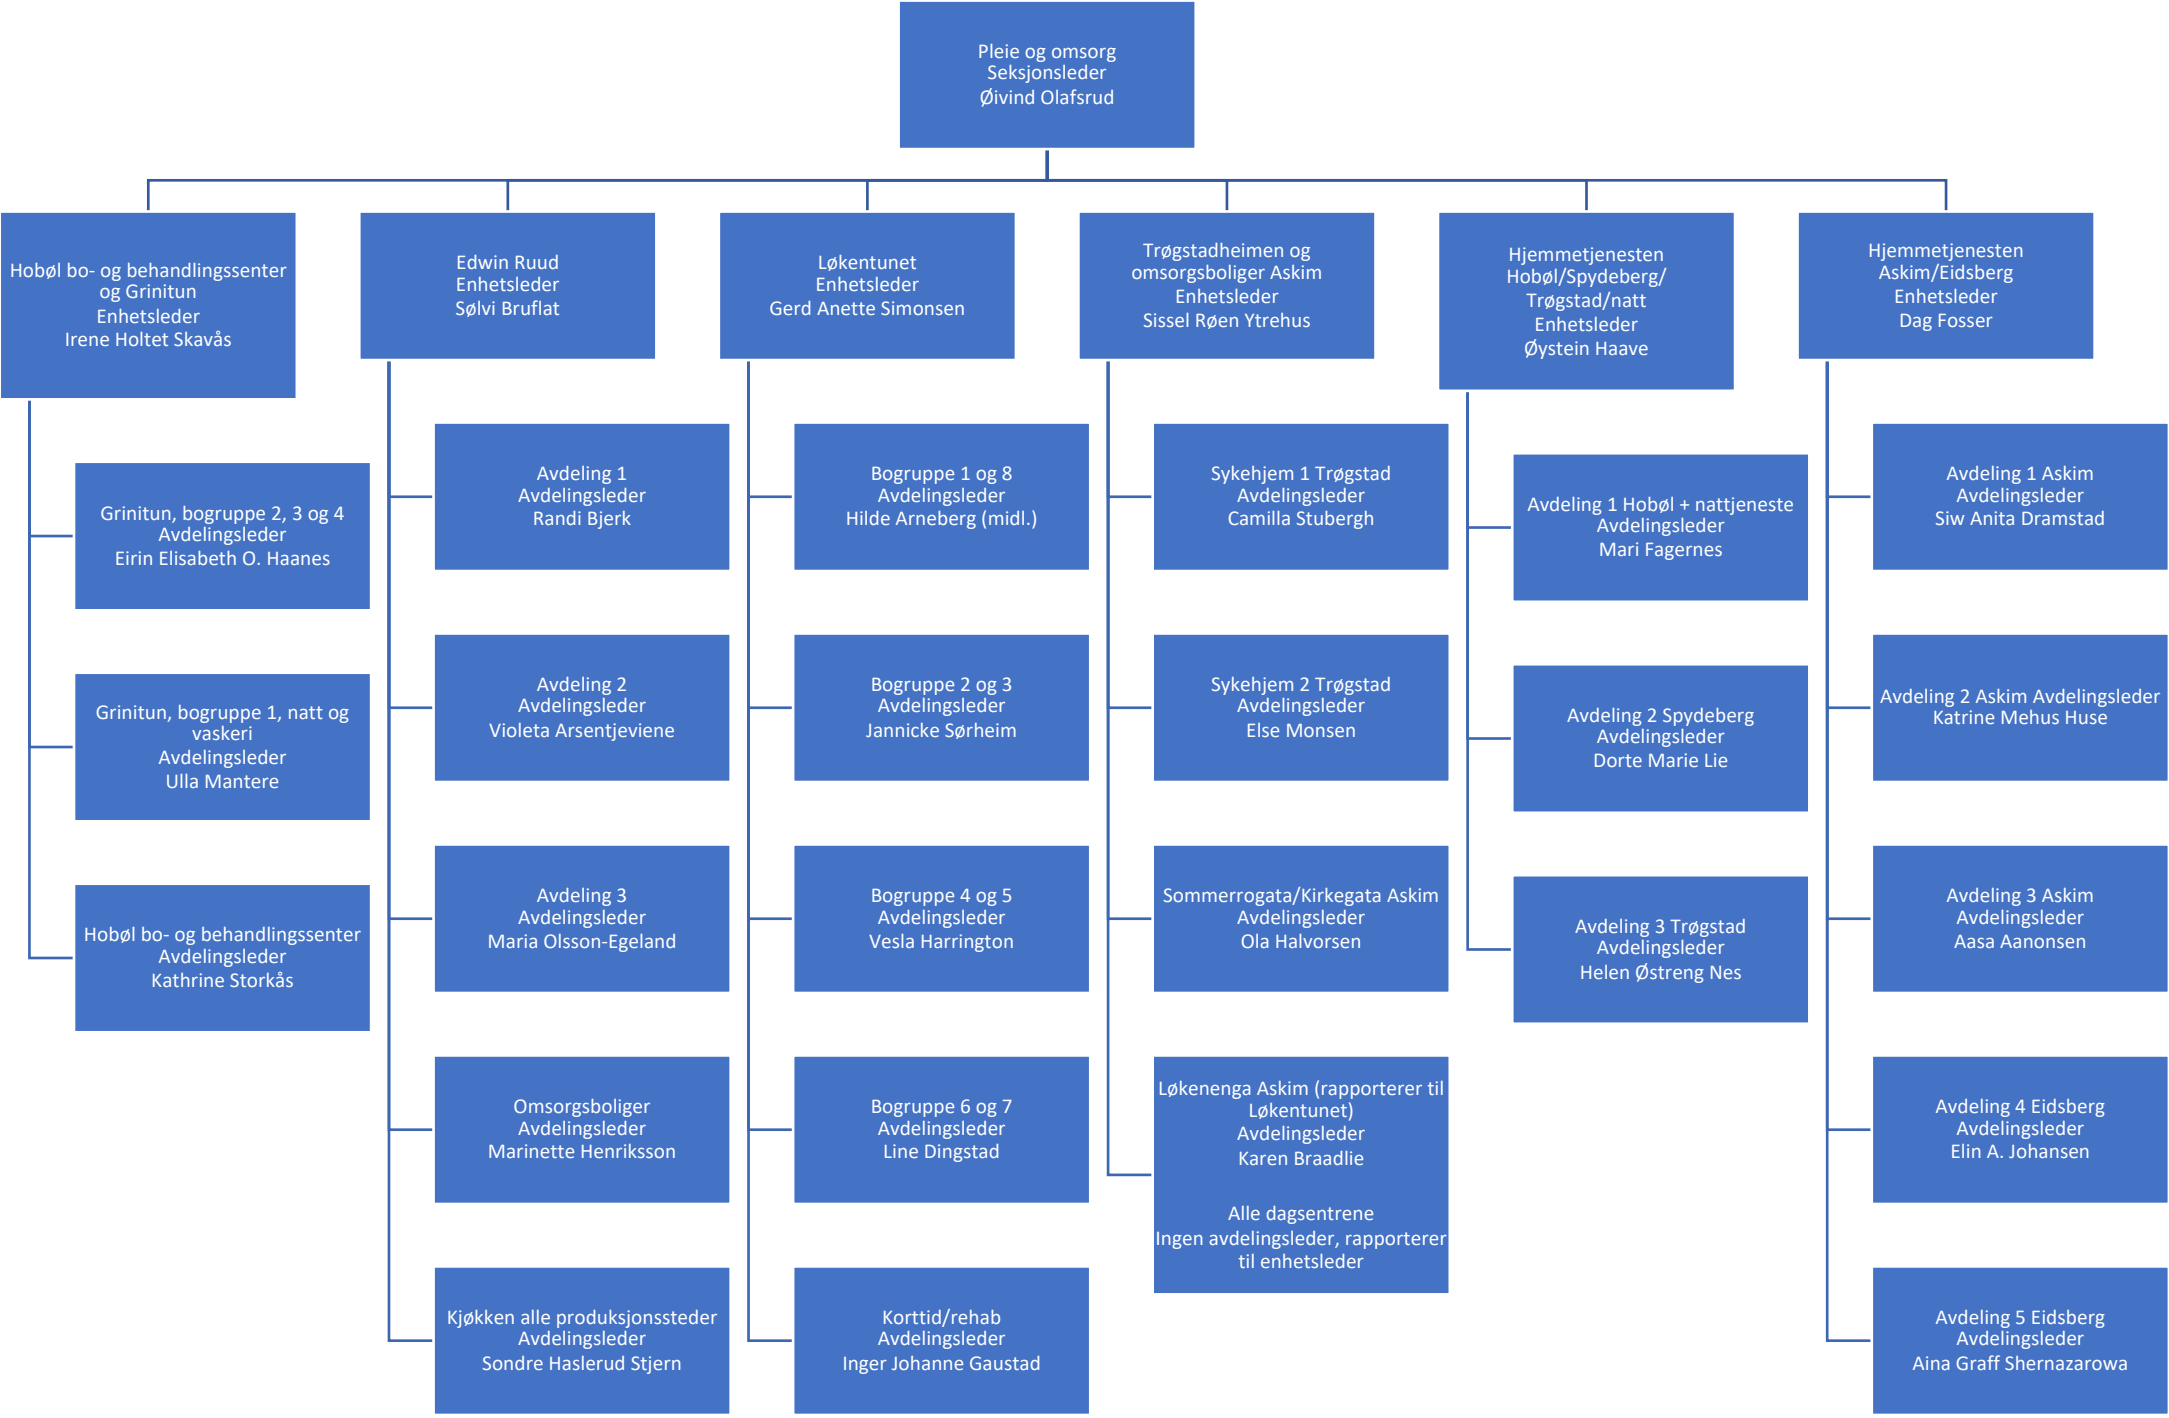 Pleie og omsorg
Seksjonsleder
Øivind Olafsrud
Hobøl bo- og behandlingssenter
og Grinitun
Enhetsleder
Irene Holtet Skavås
Edwin Ruud
Enhetsleder
Sølvi Bruflat
Løkentunet
Enhetsleder
Gerd Anette Simonsen
Trøgstadheimen og
omsorgsboliger Askim
Enhetsleder
Sissel Røen Ytrehus
Hjemmetjenesten
Hobøl/Spydeberg/
Trøgstad/natt
Enhetsleder
Øystein Haave
Hjemmetjenesten
Askim/Eidsberg
Enhetsleder
Dag Fosser
Grinitun, bogruppe 2, 3 og 4
Avdelingsleder
Eirin Elisabeth O. Haanes
Grinitun, bogruppe 1, natt og
vaskeri
Avdelingsleder
Ulla Mantere
Hobøl bo- og behandlingssenter
Avdelingsleder
Kathrine Storkås
Avdeling 1
Avdelingsleder
Randi Bjerk
Avdeling 2
Avdelingsleder
Violeta Arsentjeviene
Avdeling 3
Avdelingsleder
Maria Olsson-Egeland
Omsorgsboliger
Avdelingsleder
Marinette Henriksson
Kjøkken alle produksjonssteder
Avdelingsleder
Sondre Haslerud Stjern
Bogruppe 1 og 8
Avdelingsleder
Hilde Arneberg (midl.)
Bogruppe 2 og 3
Avdelingsleder
Jannicke Sørheim
Bogruppe 4 og 5
Avdelingsleder
Vesla Harrington
Bogruppe 6 og 7
Avdelingsleder
Line Dingstad
Korttid/rehab
Avdelingsleder
Inger Johanne Gaustad
Sykehjem 1 Trøgstad
Avdelingsleder
Camilla Stubergh
Sykehjem 2 Trøgstad
Avdelingsleder
Else Monsen
Sommerrogata/Kirkegata Askim
Avdelingsleder
Ola Halvorsen
Løkenenga Askim (rapporterer til
Løkentunet)
Avdelingsleder
Karen Braadlie
Alle dagsentrene
Ingen avdelingsleder, rapporterer
til enhetsleder
Avdeling 1 Hobøl + nattjeneste
Avdelingsleder
Mari Fagernes
Avdeling 2 Spydeberg
Avdelingsleder
Dorte Marie Lie
Avdeling 3 Trøgstad
Avdelingsleder
Helen Østreng Nes
Avdeling 1 Askim
Avdelingsleder
Siw Anita Dramstad
Avdeling 2 Askim Avdelingsleder
Katrine Mehus Huse
Avdeling 3 Askim
Avdelingsleder
Aasa Aanonsen
Avdeling 4 Eidsberg
Avdelingsleder
Elin A. Johansen
Avdeling 5 Eidsberg
Avdelingsleder
Aina Graff Shernazarowa